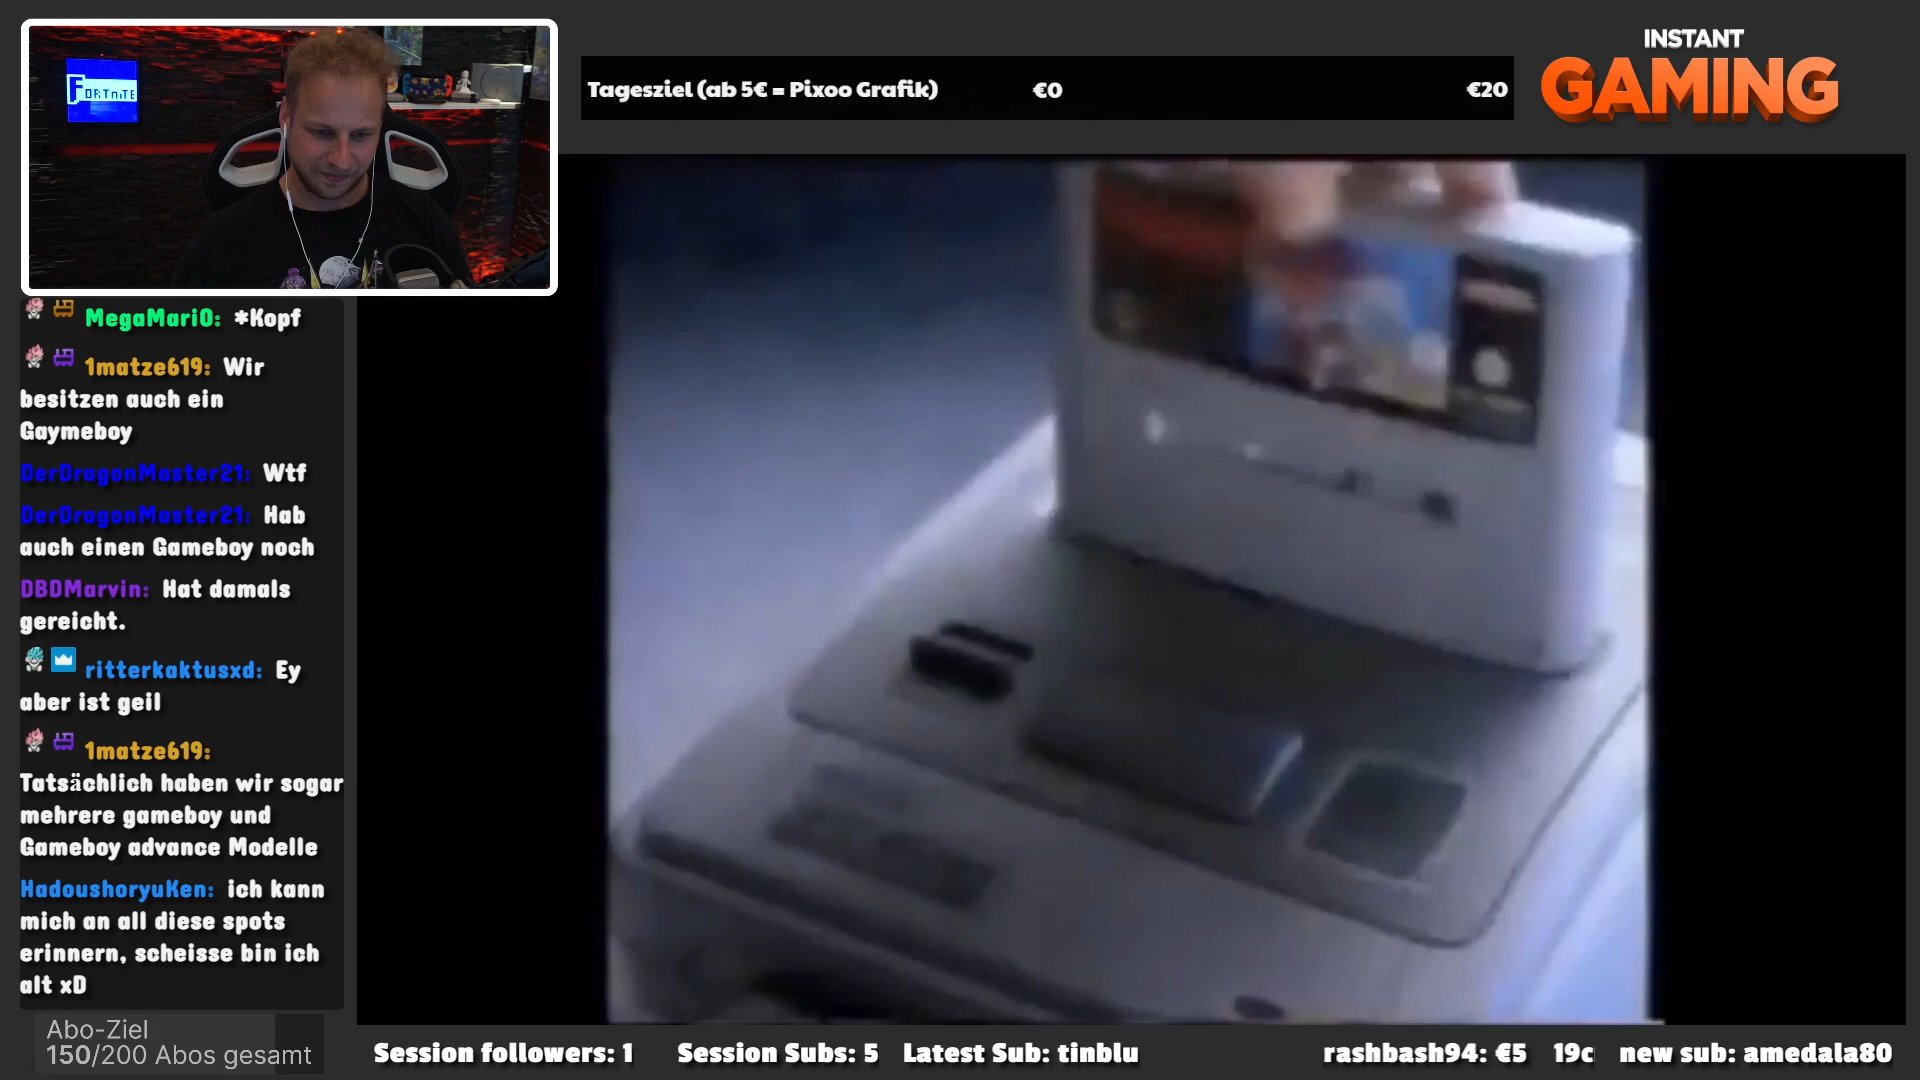 FORTNITE
Tagesziel (ab 5€ = Pixoo Grafik) €0 €20
INSTANT
GAMING
MegaMari0: *Kopf
1matze619: Wir
besitzen auch ein
Gaymeboy
DerDragonMaster21: Wtf
DerDragonMaster21: Hab
auch einen Gameboy noch
DBDMarvin: Hat damals
gereicht.
ritterkaktusxd: Ey
aber ist geil
1matze619:
Tatsächlich haben wir sogar
mehrere gameboy und
Gameboy advance Modelle
HadoushoryuKen: ich kann
mich an all diese spots
erinnern, scheisse bin ich
alt xD
Abo-Ziel
150/200 Abos gesamt
Session followers: 1 Session Subs: 5 Latest Sub: tinblu rashbash94: €5 19c new sub: amedala80